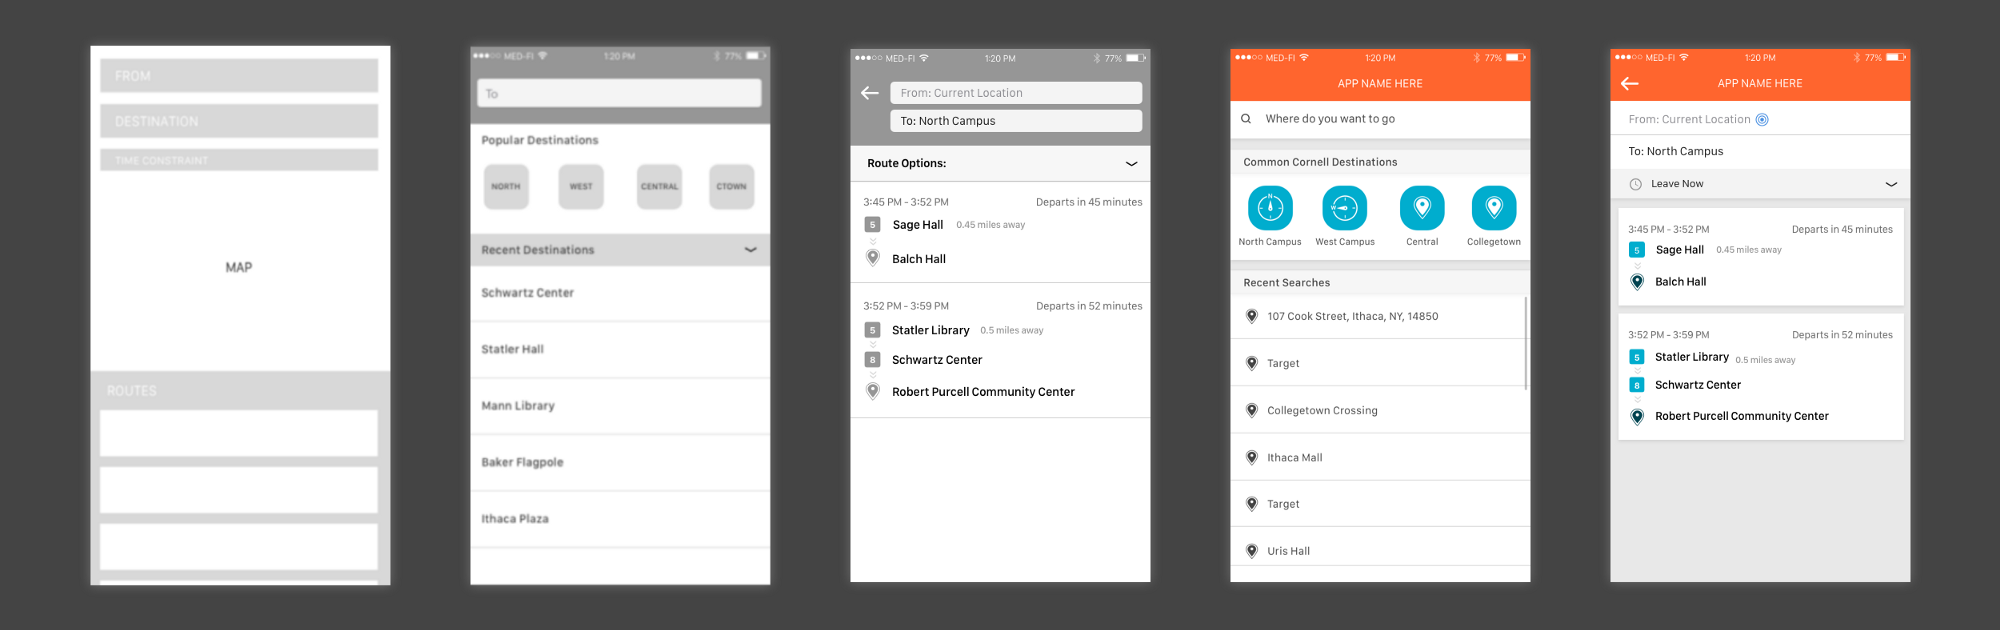 FROM
DESTINATION
TIME CONSTRAINT
MAP
ROUTES
MED-FI 1:20 PM 77%
To
Popular Destinations
NORTH WEST CENTRAL CTOWN
Recent Destinations
Schwartz Center
Statler Hall
Mann Library
Baker Flagpole
Ithaca Plaza
MED-FI 1:20 PM 77%
From: Current Location
To: North Campus
Route Options:
3:45 PM - 3:52 PM Departs in 45 minutes
5 Sage Hall 0.45 miles away
Balch Hall
3:52 PM - 3:59 PM Departs in 52 minutes
5 Statler Library 0.5 miles away
8 Schwartz Center
Robert Purcell Community Center
MED-FI 1:20 PM 77%
APP NAME HERE
Where do you want to go
Common Cornell Destinations
N W
North Campus West Campus Central Collegetown
Recent Searches
107 Cook Street, Ithaca, NY, 14850
Target
Collegetown Crossing
Ithaca Mall
Target
Uris Hall
MED-FI 1:20 PM 77%
APP NAME HERE
From: Current Location
To: North Campus
Leave Now
3:45 PM - 3:52 PM Departs in 45 minutes
5 Sage Hall 0.45 miles away
Balch Hall
3:52 PM - 3:59 PM Departs in 52 minutes
5 Statler Library 0.5 miles away
8 Schwartz Center
Robert Purcell Community Center